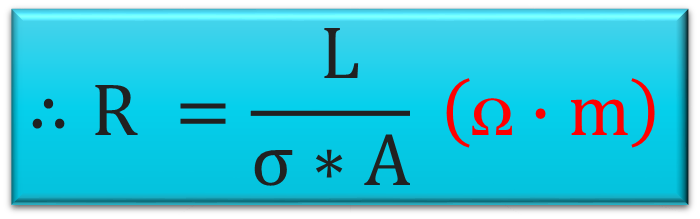 ∴ R = L / σ * A (Ω · m)